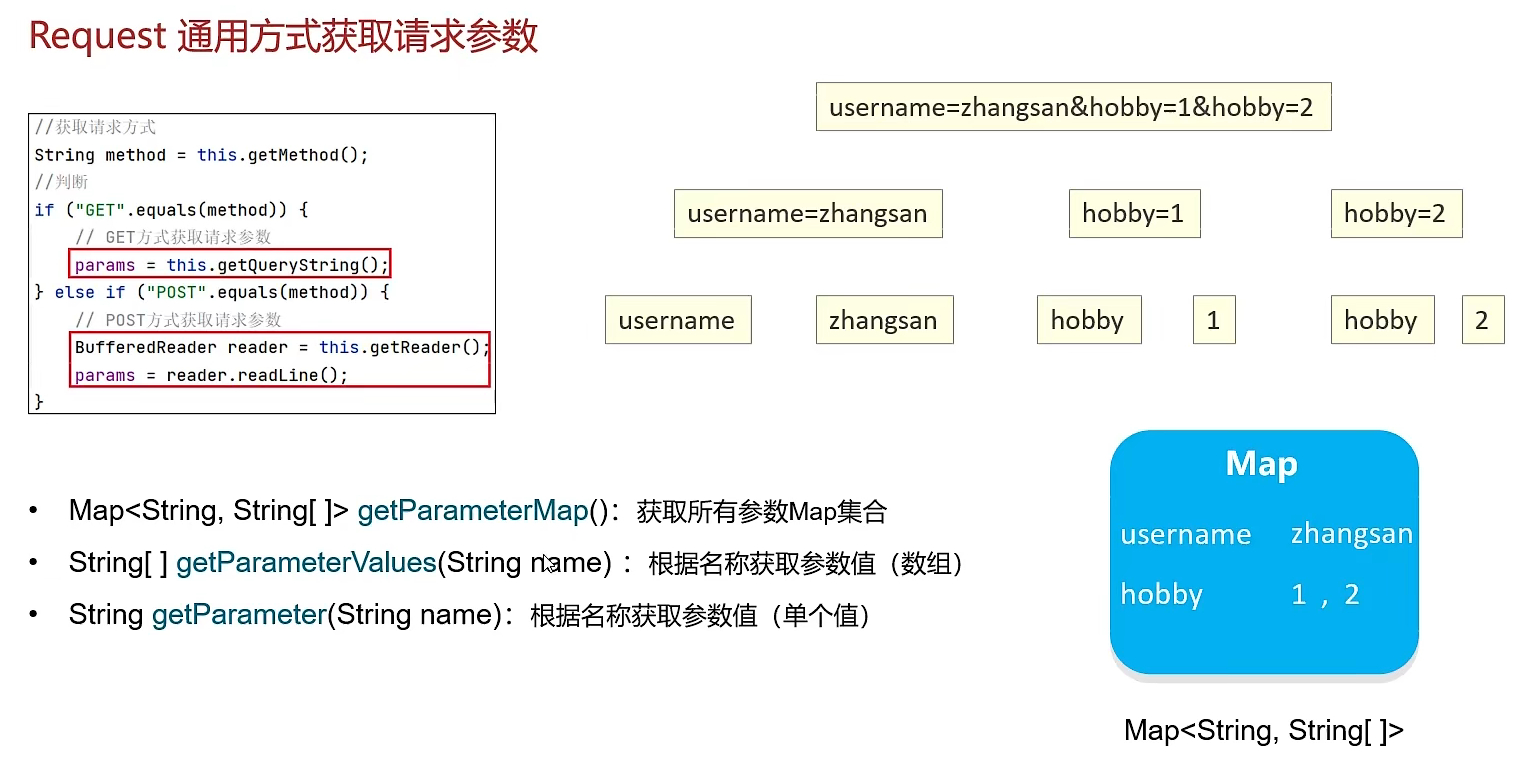 Request 通用方式获取请求参数
//获取请求方式
String method = this.getMethod();
//判断
if ("GET".equals(method)) {
// GET方式获取请求参数
params = this.getQueryString();
} else if ("POST".equals(method)) {
// POST方式获取请求参数
BufferedReader reader = this.getReader();
params = reader.readLine();
}
username=zhangsan&hobby=1&hobby=2
username=zhangsan hobby=1 hobby=2
username zhangsan hobby 1 hobby 2
• Map<String, String[ ]> getParameterMap()：获取所有参数Map集合
• String[ ] getParameterValues(String name) ：根据名称获取参数值（数组）
• String getParameter(String name)：根据名称获取参数值（单个值）
Map
username zhangsan
hobby 1 , 2
Map<String, String[ ]>